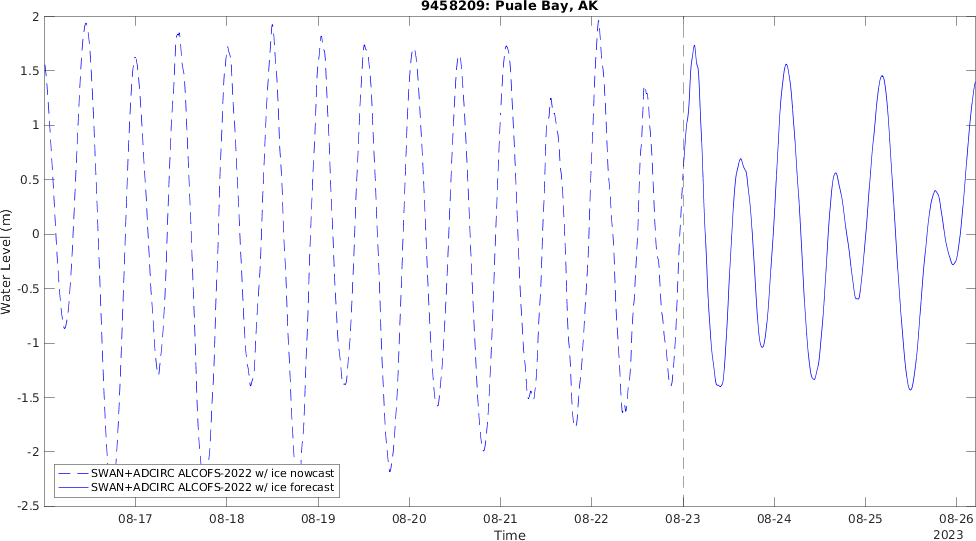 9458209: Puale Bay, AK
Water Level (m)
2
1.5
1
0.5
0
-0.5
-1
-1.5
-2
-2.5
SWAN+ADCIRC ALCOFS-2022 w/ ice nowcast
SWAN+ADCIRC ALCOFS-2022 w/ ice forecast
08-17 08-18 08-19 08-20 08-21 08-22 08-23 08-24 08-25 08-26
Time 2023